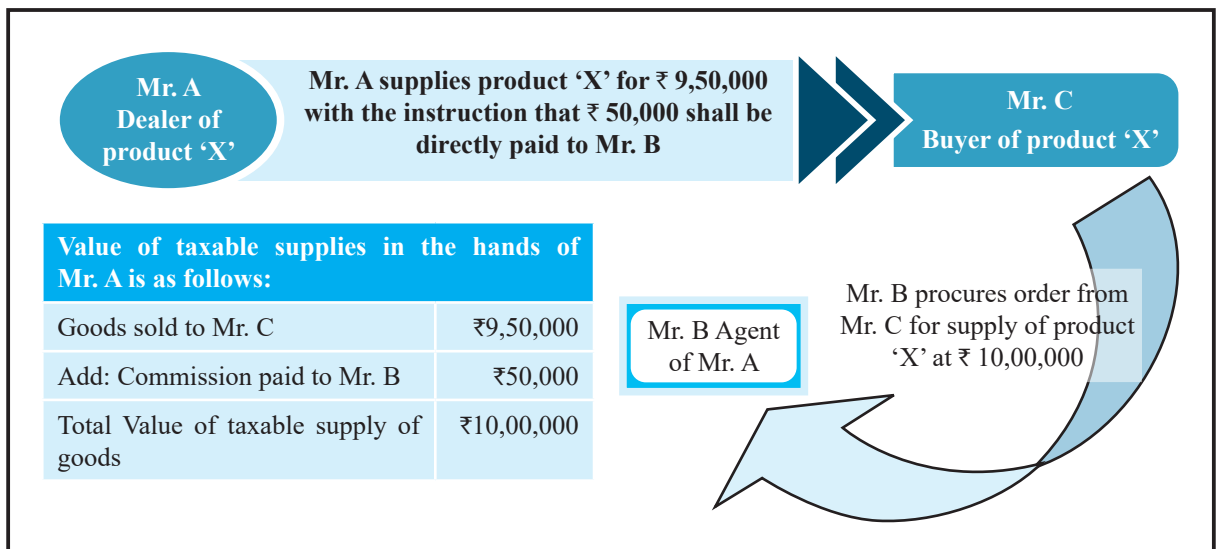 Mr. A
Dealer of
product ‘X’
Mr. A supplies product ‘X’ for ₹ 9,50,000
with the instruction that ₹ 50,000 shall be
directly paid to Mr. B
Mr. C
Buyer of product ‘X’
Value of taxable supplies in the hands of
Mr. A is as follows:
Goods sold to Mr. C ₹9,50,000
Add: Commission paid to Mr. B ₹50,000
Total Value of taxable supply of ₹10,00,000
goods
Mr. B Agent
of Mr. A
Mr. B procures order from
Mr. C for supply of product
‘X’ at ₹ 10,00,000